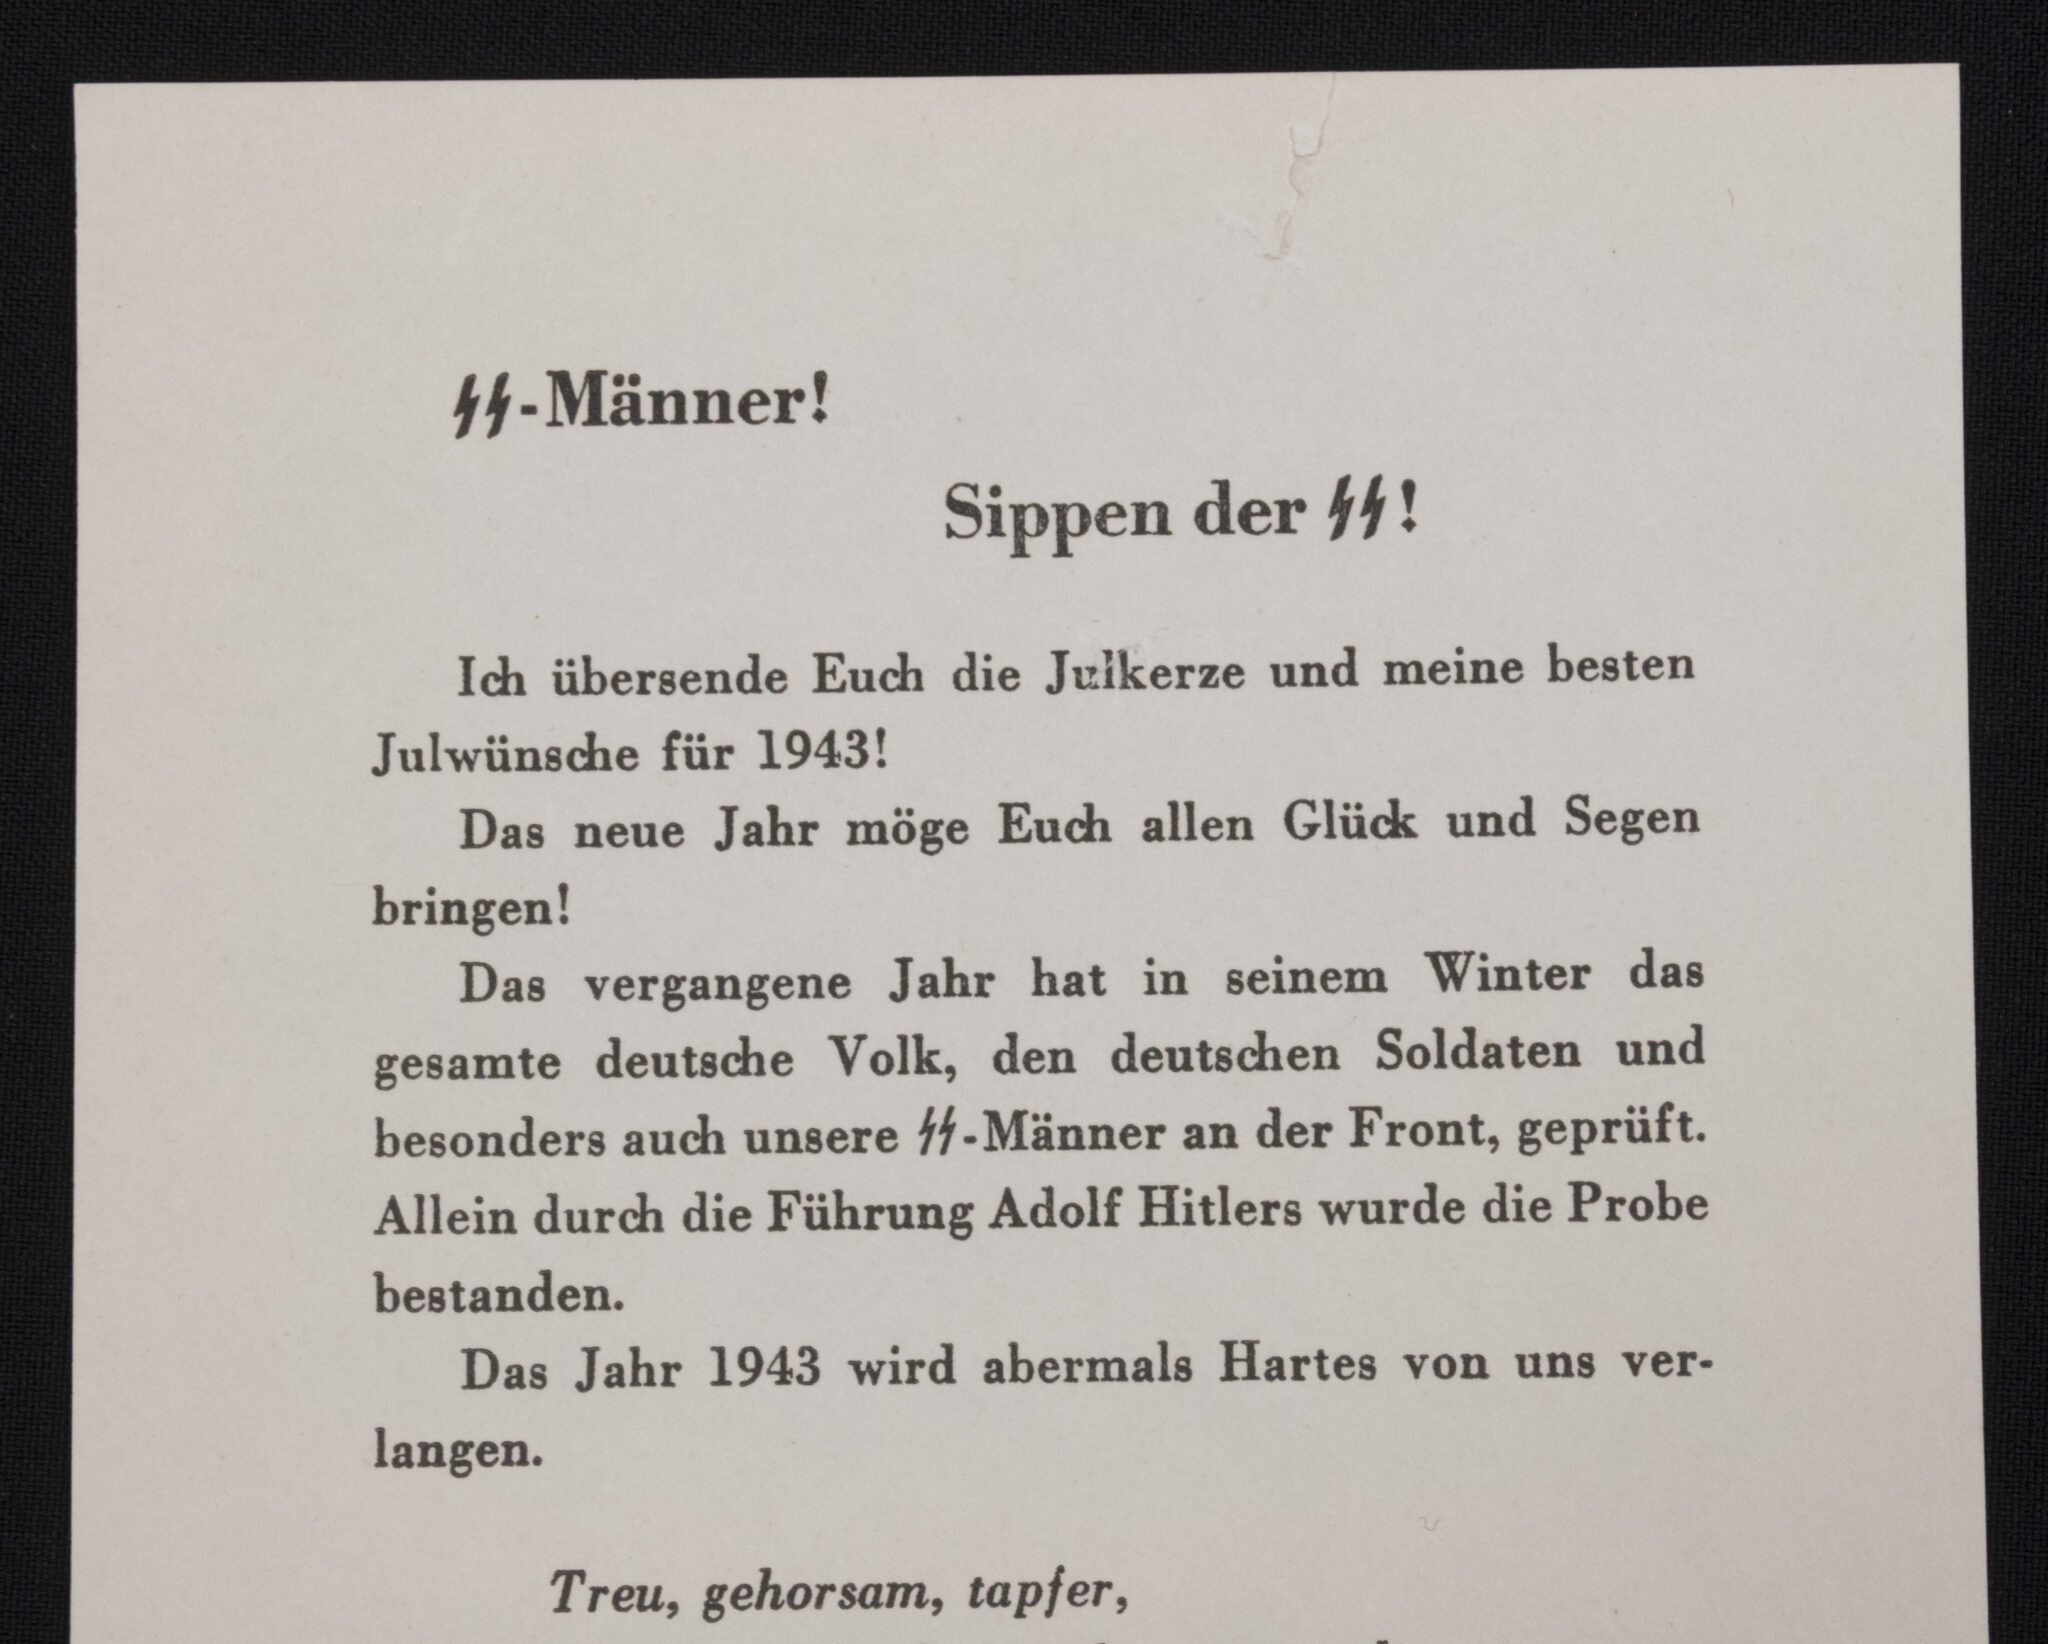 SS-Männer!
Sippen der SS!
Ich übersende Euch die Julkerze und meine besten
Julwünsche für 1943!
Das neue Jahr möge Euch allen Glück und Segen
bringen!
Das vergangene Jahr hat in seinem Winter das
gesamte deutsche Volk, den deutschen Soldaten und
besonders auch unsere SS-Männer an der Front, geprüft.
Allein durch die Führung Adolf Hitlers wurde die Probe
bestanden.
Das Jahr 1943 wird abermals Hartes von uns ver-
langen.
Treu, gehorsam, tapfer,